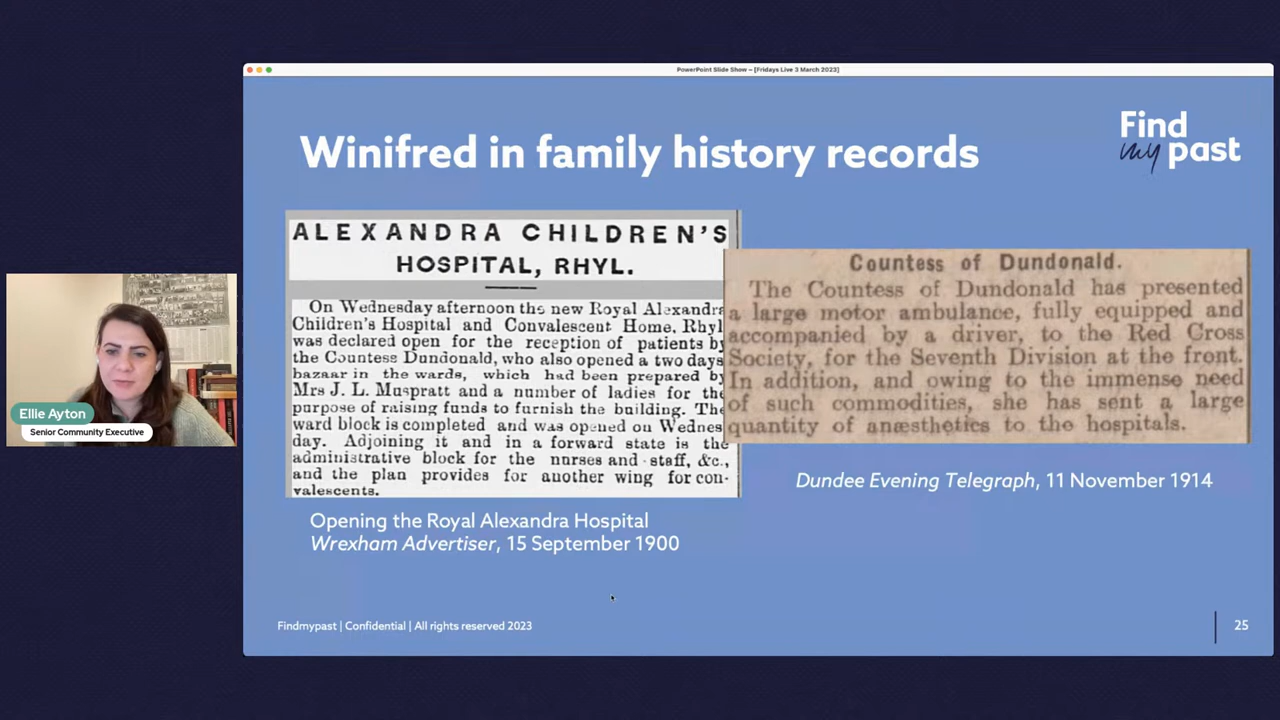 PowerPoint Slide Show – [Fridays Live 3 March 2023]
Winifred in family history records
Find
my past
ALEXANDRA CHILDREN'S
HOSPITAL, RHYL.
On Wednesday afternoon the new Royal Alexandra
Children's Hospital and Convalescent Home, Rhyl
was declared open for the reception of patients by
the Countess Dundonald, who also opened a two days
bazaar in the wards, which had been prepared by
Mrs J. L. Muspratt and a number of ladies for the
purpose of raising funds to furnish the building. The
ward block is completed and was opened on Wednes
day. Adjoining it and in a forward state is the
administrative block for the nurses and staff, &c.,
and the plan provides for another wing for con-
valescents.
Countess of Dundonald.
The Countess of Dundonald has presented
a large motor ambulance, fully equipped and
accompanied by a driver, to the Red Cross
Society, for the Seventh Division at the front.
In addition, and owing to the immense need
of such commodities, she has sent a large
quantity of anæsthetics to the hospitals.
Dundee Evening Telegraph, 11 November 1914
Opening the Royal Alexandra Hospital
Wrexham Advertiser, 15 September 1900
Ellie Ayton
Senior Community Executive
Findmypast | Confidential | All rights reserved 2023
25